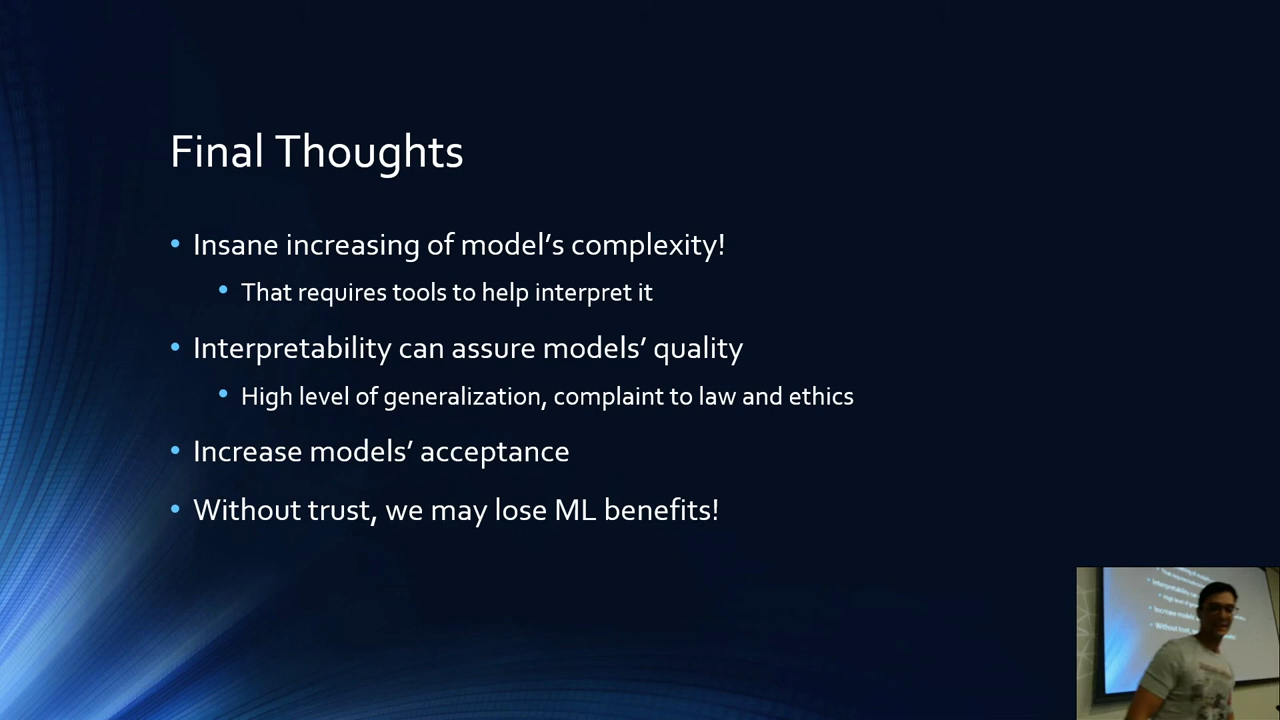 Final Thoughts
• Insane increasing of model’s complexity!
• That requires tools to help interpret it
• Interpretability can assure models’ quality
• High level of generalization, complaint to law and ethics
• Increase models’ acceptance
• Without trust, we may lose ML benefits!